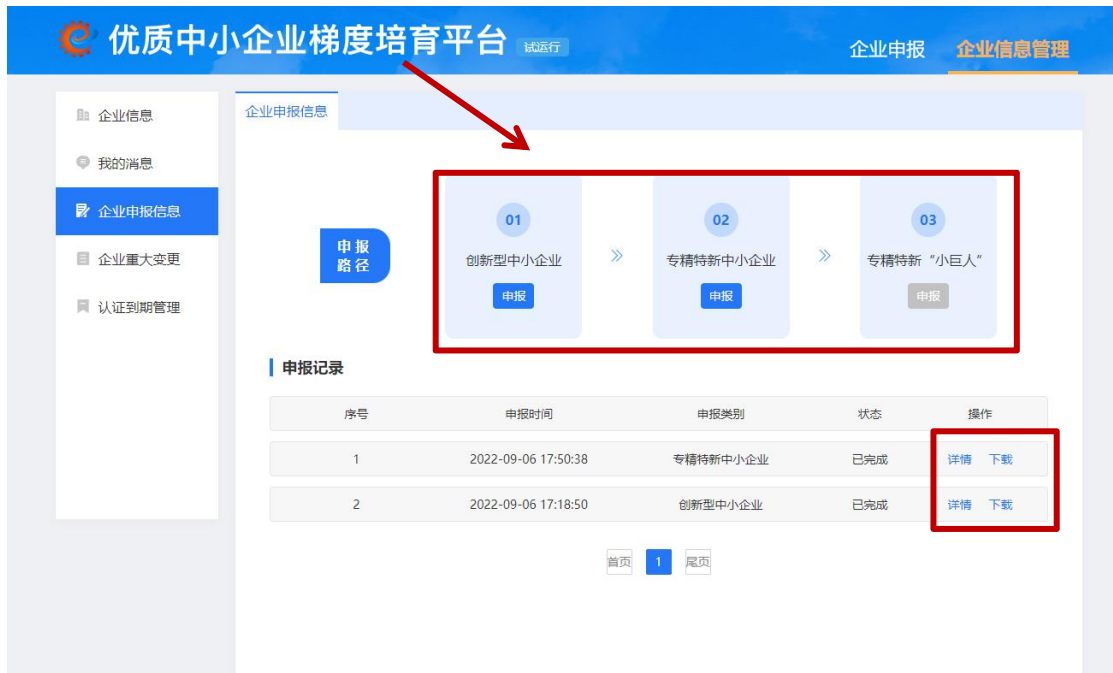 优质中小企业梯度培育平台 试运行
企业申报 企业信息管理
企业信息
我的消息
企业申报信息
企业重大变更
认证到期管理
企业申报信息
申报
路径
01
创新型中小企业
申报
02
专精特新中小企业
申报
03
专精特新“小巨人”
申报
申报记录
序号 申报时间 申报类别 状态 操作
1 2022-09-06 17:50:38 专精特新中小企业 已完成 详情 下载
2 2022-09-06 17:18:50 创新型中小企业 已完成 详情 下载
首页 1 尾页